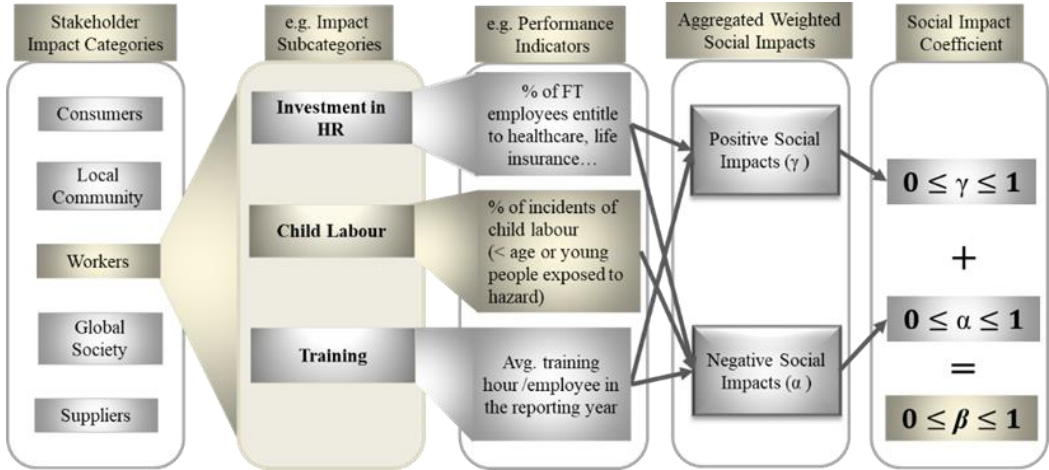 Stakeholder
Impact Categories
Consumers
Local
Community
Workers
Global
Society
Suppliers
e.g. Impact
Subcategories
Investment in
HR
Child Labour
Training
e.g. Performance
Indicators
% of FT
employees entitle
to healthcare, life
insurance…
% of incidents of
child labour
(< age or young
people exposed to
hazard)
Avg. training
hour /employee in
the reporting year
Aggregated Weighted
Social Impacts
Positive Social
Impacts (γ )
Negative Social
Impacts (α )
Social Impact
Coefficient
0 ≤ γ ≤ 1
+
0 ≤ α ≤ 1
=
0 ≤ β ≤ 1